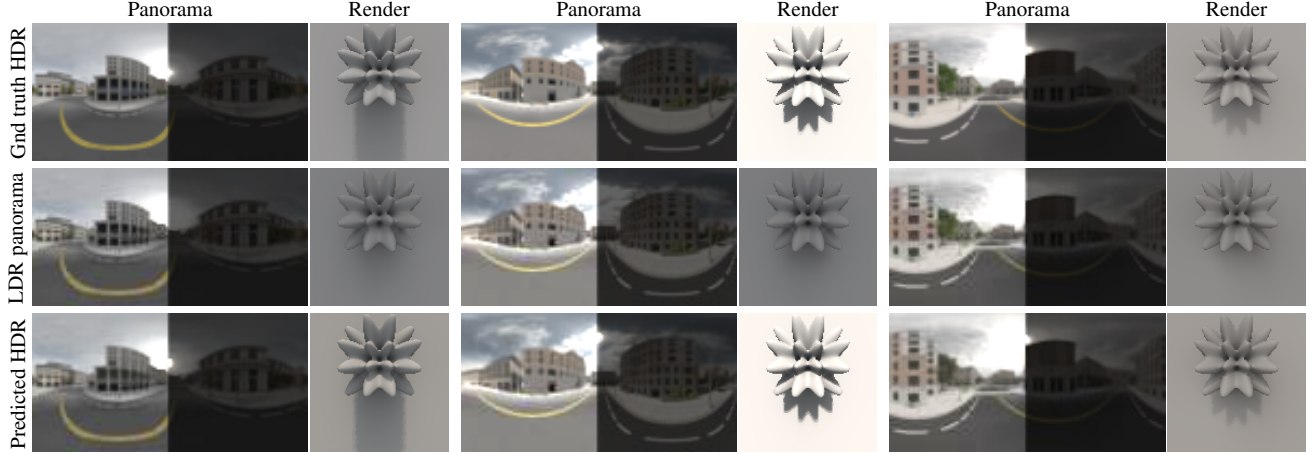 Panorama Render Panorama Render Panorama Render
Gnd truth HDR
LDR panorama
Predicted HDR